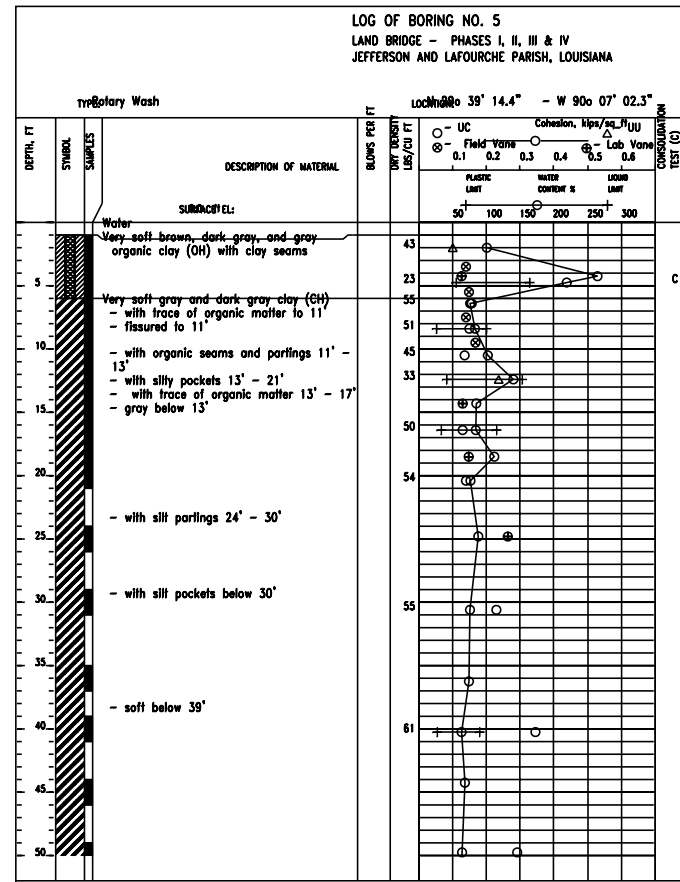 LOG OF BORING NO. 5
LAND BRIDGE - PHASES I, II, III & IV
JEFFERSON AND LAFOURCHE PARISH, LOUISIANA
Rotary Wash
39' 14.4" - W 90o 07' 02.3"
DEPTH, FT
SYMBOL
SAMPLES
DESCRIPTION OF MATERIAL
BLOWS PER FT
DRY DENSITY
LBS/CU FT
CONSOLIDATION
TEST (C)
Cohesion, kips/sq ft
- UC
UU
- Field Vane
- Lab Vane
0.1 0.2 0.3 0.4 0.5 0.6
PLASTIC LIMIT
WATER CONTENT %
LIQUID LIMIT
EL:
50 100 150 200 250 300
Water
Very soft brown, dark gray, and gray
organic clay (OH) with clay seams
43
5
23
C
Very soft gray and dark gray clay (CH)
55
- with trace of organic matter to 11'
- fissured to 11'
51
10
- with organic seams and partings 11' -
13'
45
- with silty pockets 13' - 21'
33
- with trace of organic matter 13' - 17'
- gray below 13'
15
50
20
54
- with silt partings 24' - 30'
25
- with silt pockets below 30'
30
55
35
- soft below 39'
40
61
45
50